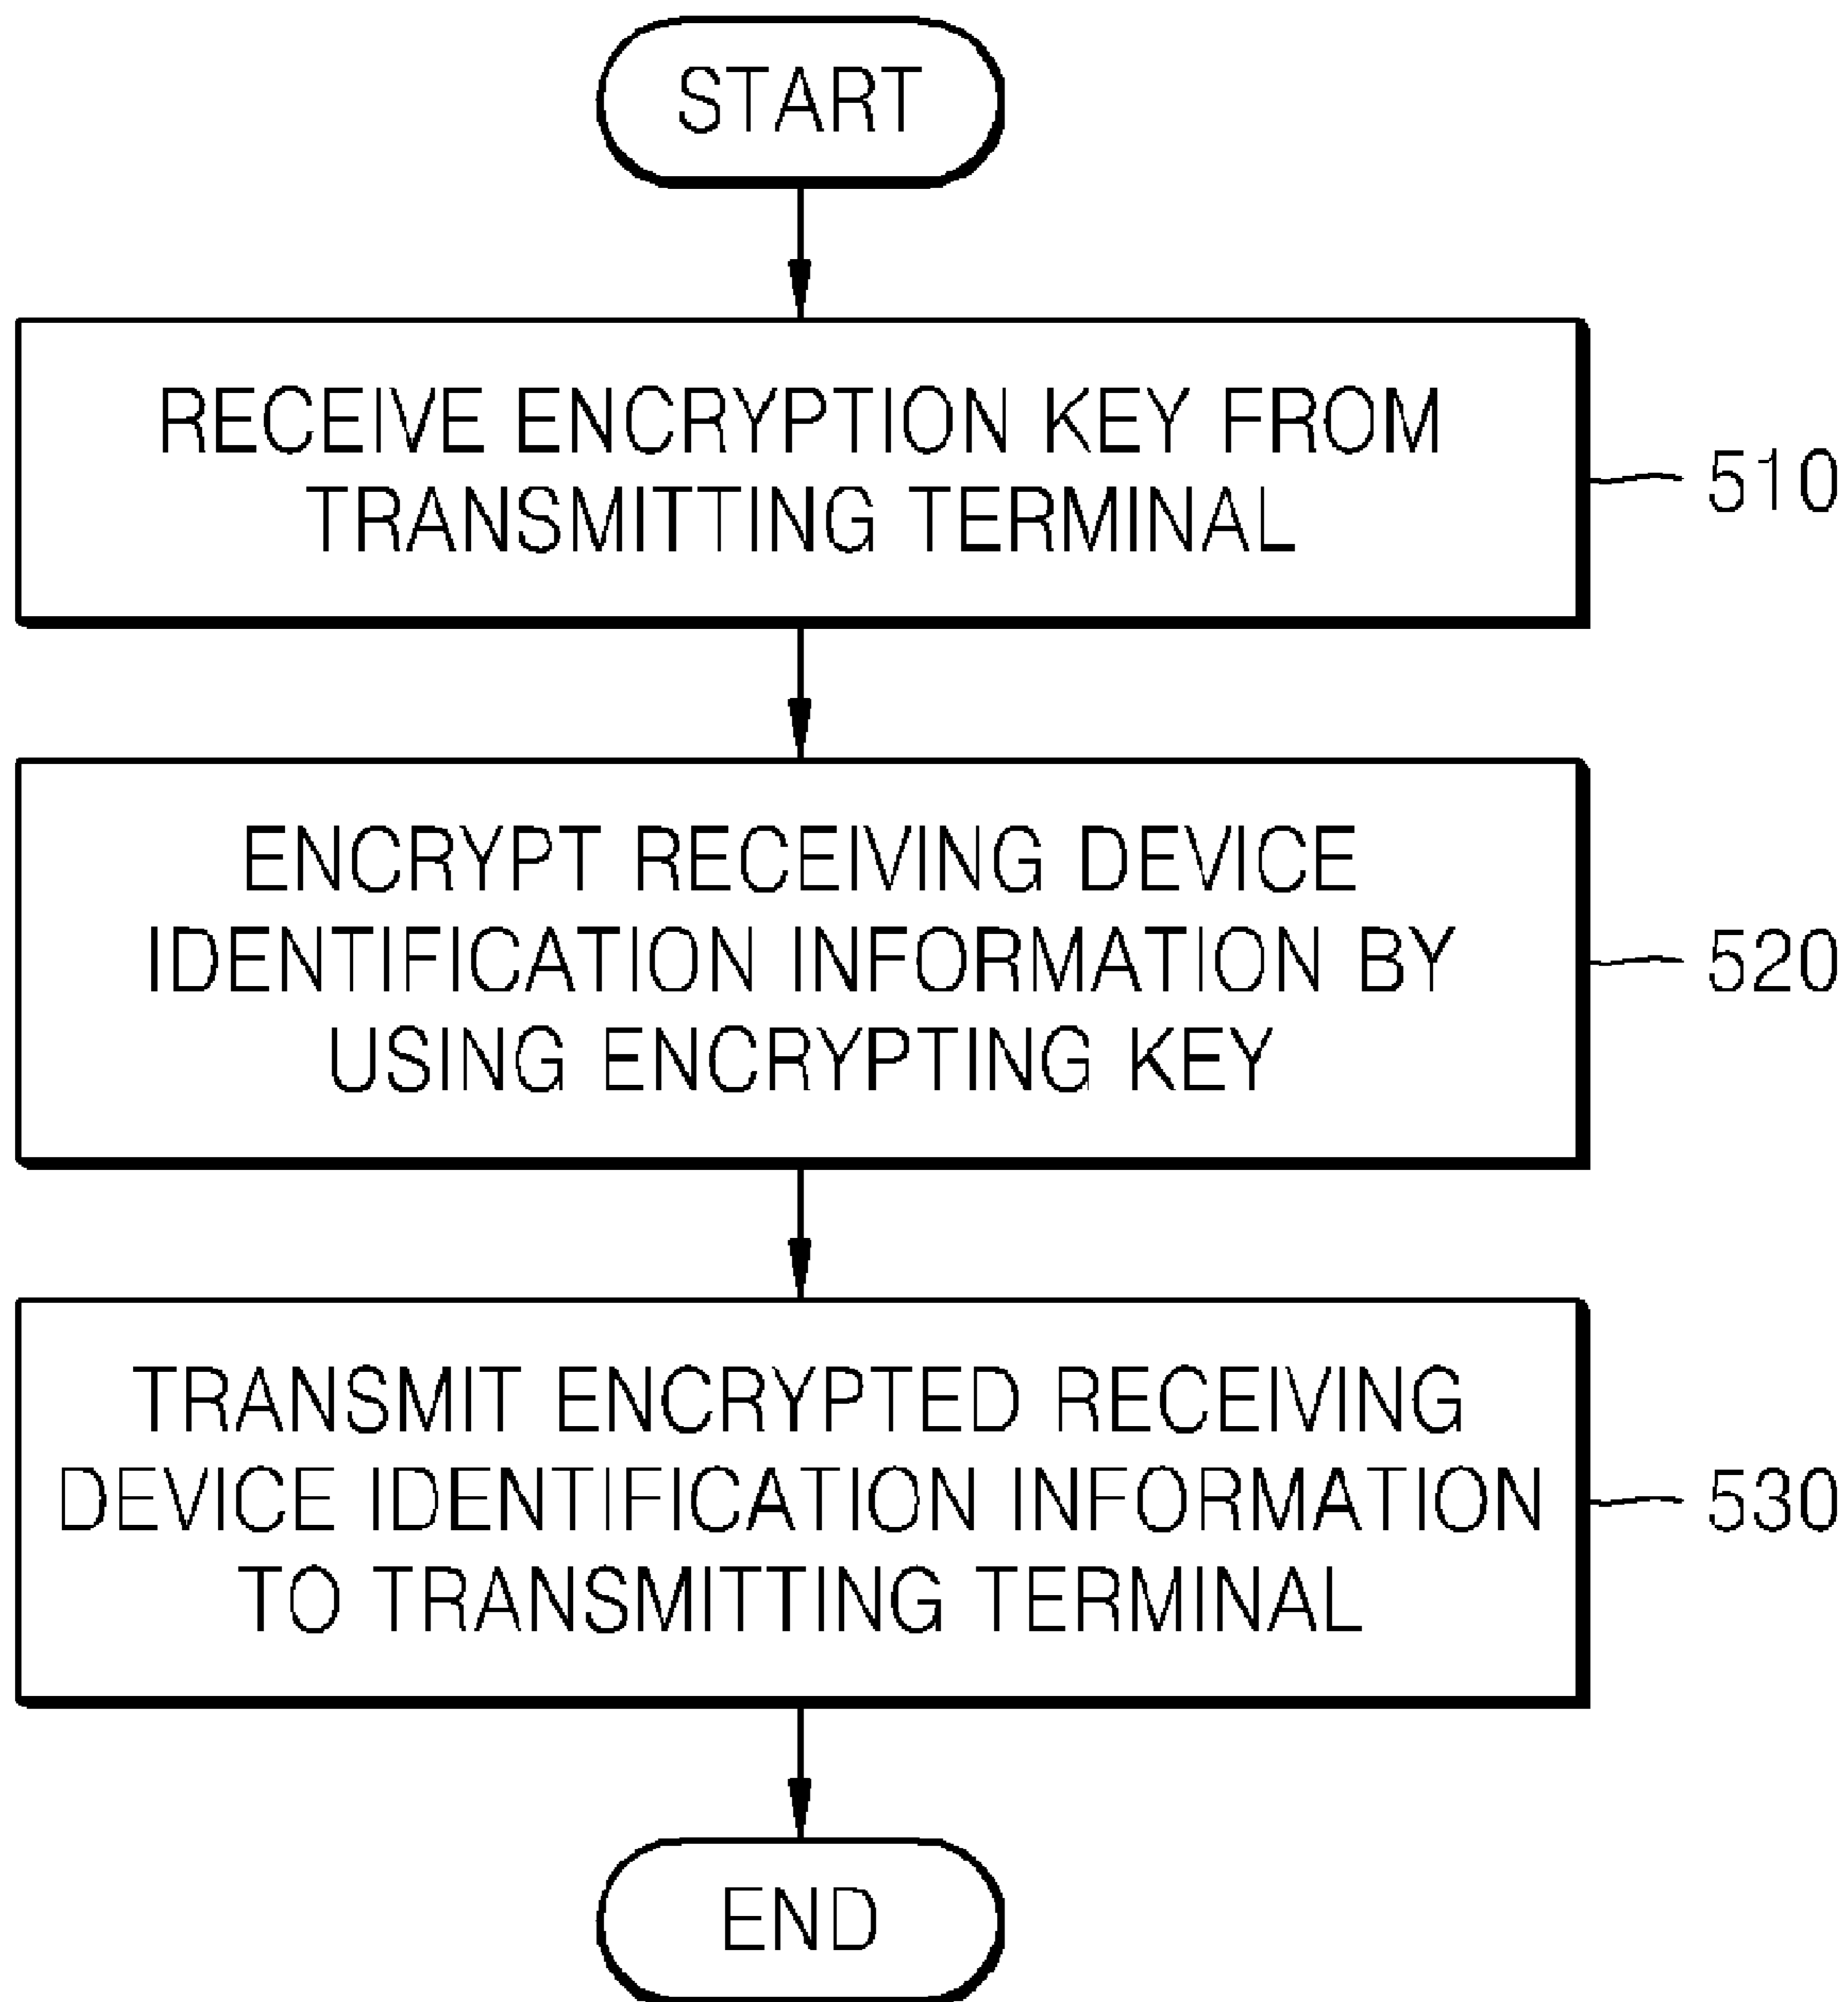 START
RECEIVE ENCRYPTION KEY FROM
TRANSMITTING TERMINAL
510
ENCRYPT RECEIVING DEVICE
IDENTIFICATION INFORMATION BY
USING ENCRYPTING KEY
520
TRANSMIT ENCRYPTED RECEIVING
DEVICE IDENTIFICATION INFORMATION
TO TRANSMITTING TERMINAL
530
END